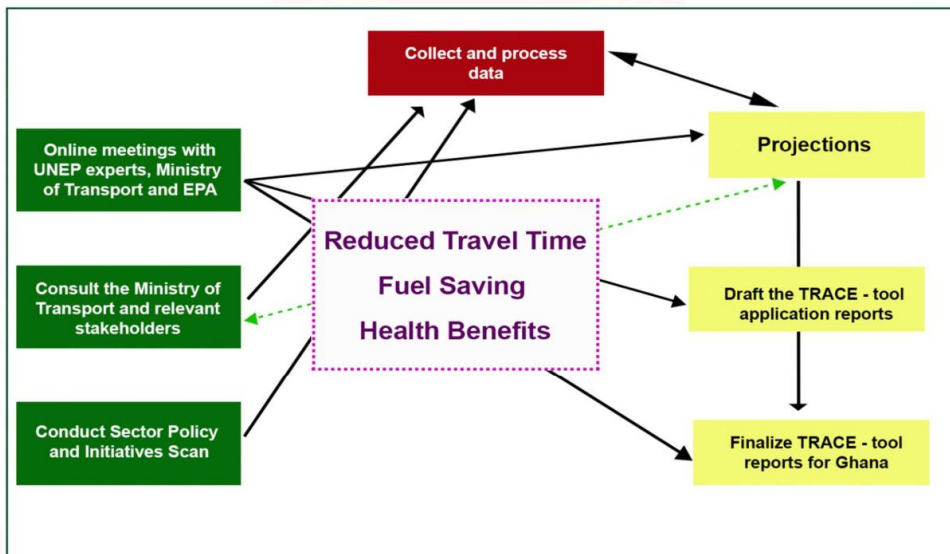 Collect and process
data
Online meetings with
UNEP experts, Ministry
of Transport and EPA
Projections
Reduced Travel Time
Fuel Saving
Health Benefits
Consult the Ministry of
Transport and relevant
stakeholders
Draft the TRACE - tool
application reports
Conduct Sector Policy
and Initiatives Scan
Finalize TRACE - tool
reports for Ghana